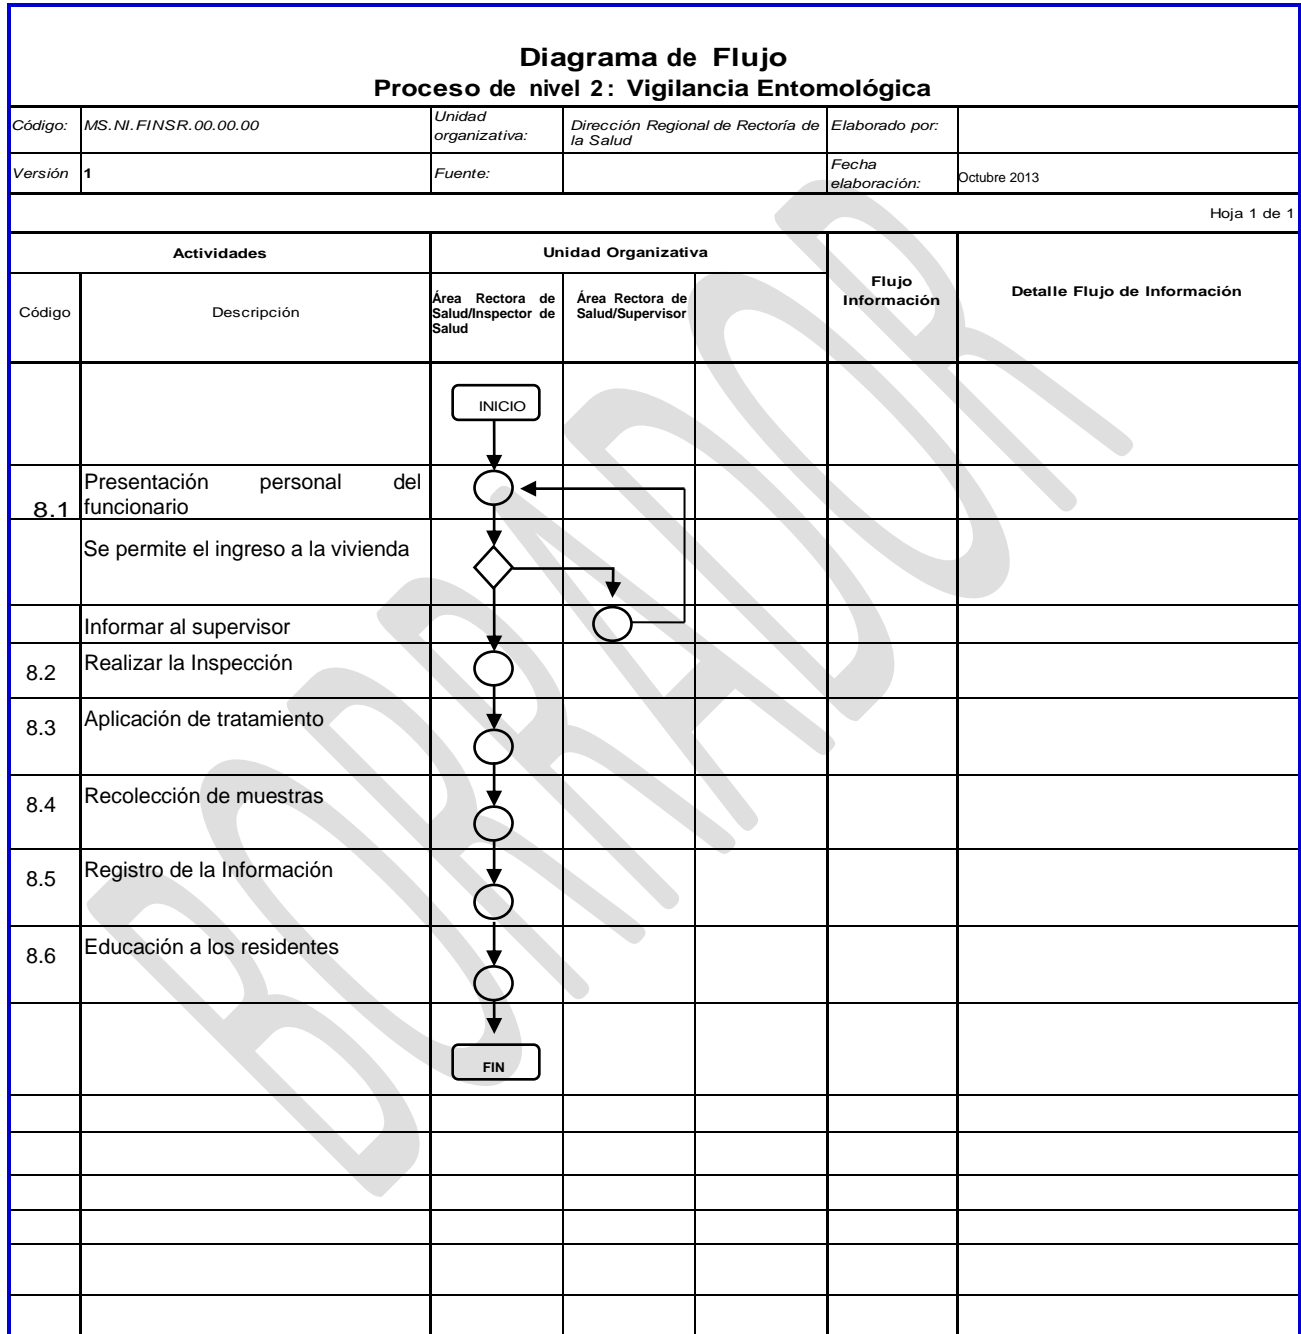 Diagrama de Flujo
Proceso de nivel 2: Vigilancia Entomológica
Código: MS.NI.FINSR.00.00.00 Unidad organizativa: Dirección Regional de Rectoría de la Salud Elaborado por:
Versión 1 Fuente: Fecha elaboración: Octubre 2013
Hoja 1 de 1
Actividades Unidad Organizativa Flujo Información Detalle Flujo de Información
Código Descripción
Área Rectora de
Salud/Inspector de
Salud
Área Rectora de
Salud/Supervisor
INICIO
8.1 Presentación personal del
funcionario
Se permite el ingreso a la vivienda
Informar al supervisor
8.2 Realizar la Inspección
8.3 Aplicación de tratamiento
8.4 Recolección de muestras
8.5 Registro de la Información
8.6 Educación a los residentes
FIN
BORRADOR